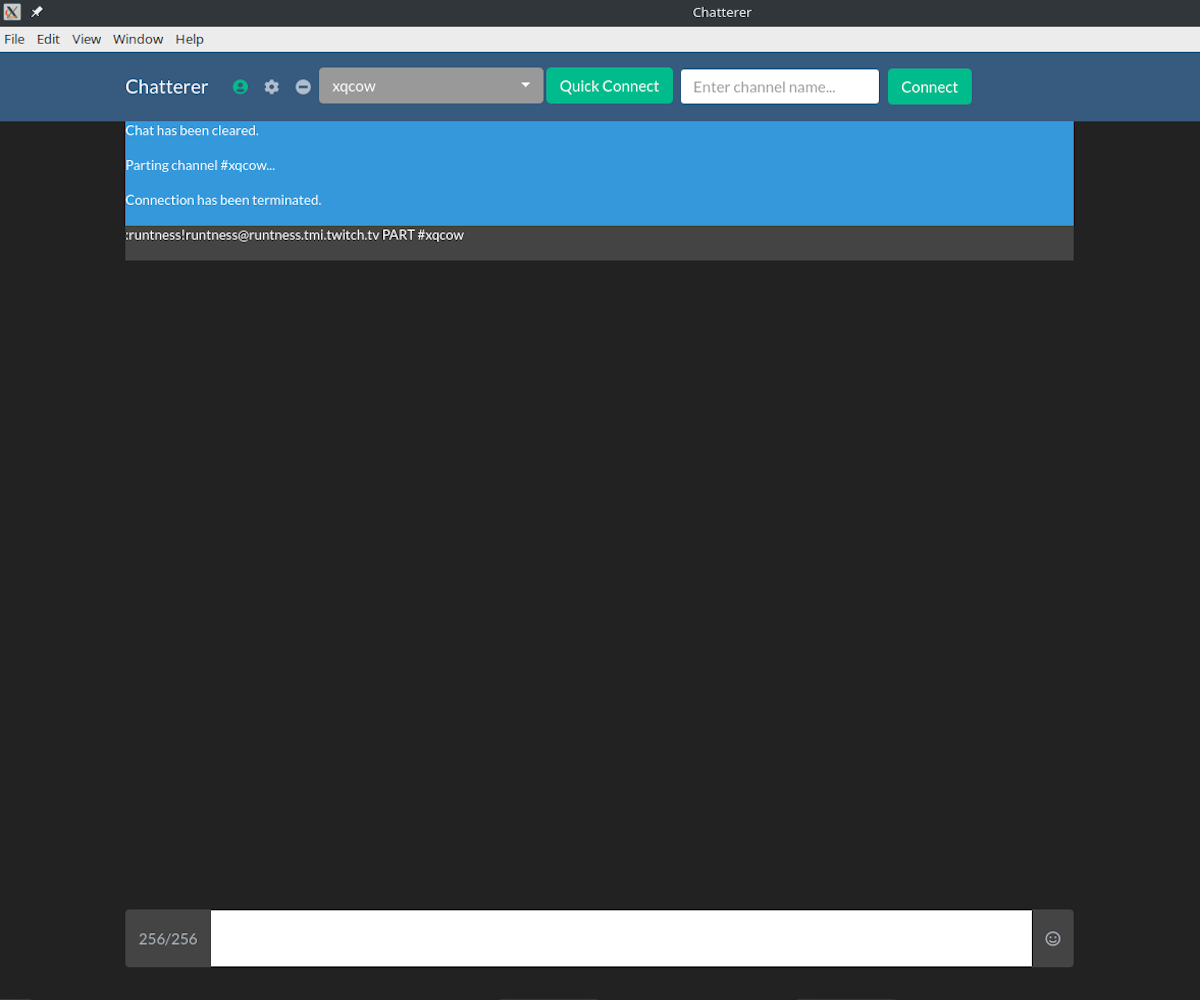 Chatterer
File Edit View Window Help
Chatterer xqcow Quick Connect Enter channel name... Connect
Chat has been cleared.
Parting channel #xqcow...
Connection has been terminated.
:runtness!runtness@runtness.tmi.twitch.tv PART #xqcow
256/256